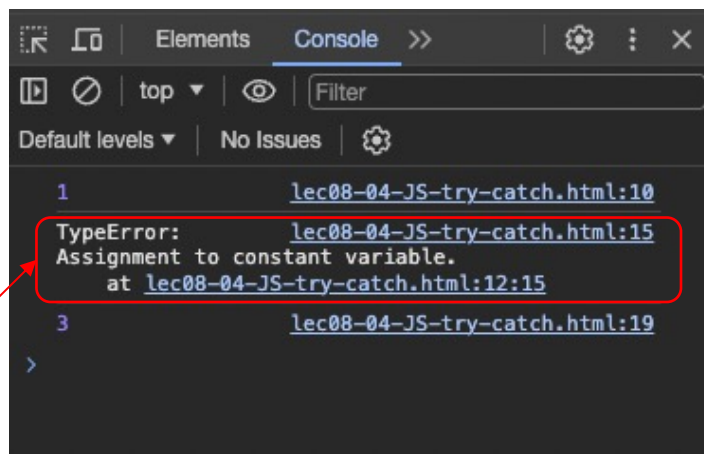 Elements Console >>
top ▼ Filter
Default levels ▼ No Issues
1 lec08-04-JS-try-catch.html:10
TypeError: lec08-04-JS-try-catch.html:15
Assignment to constant variable.
at lec08-04-JS-try-catch.html:12:15
3 lec08-04-JS-try-catch.html:19
>